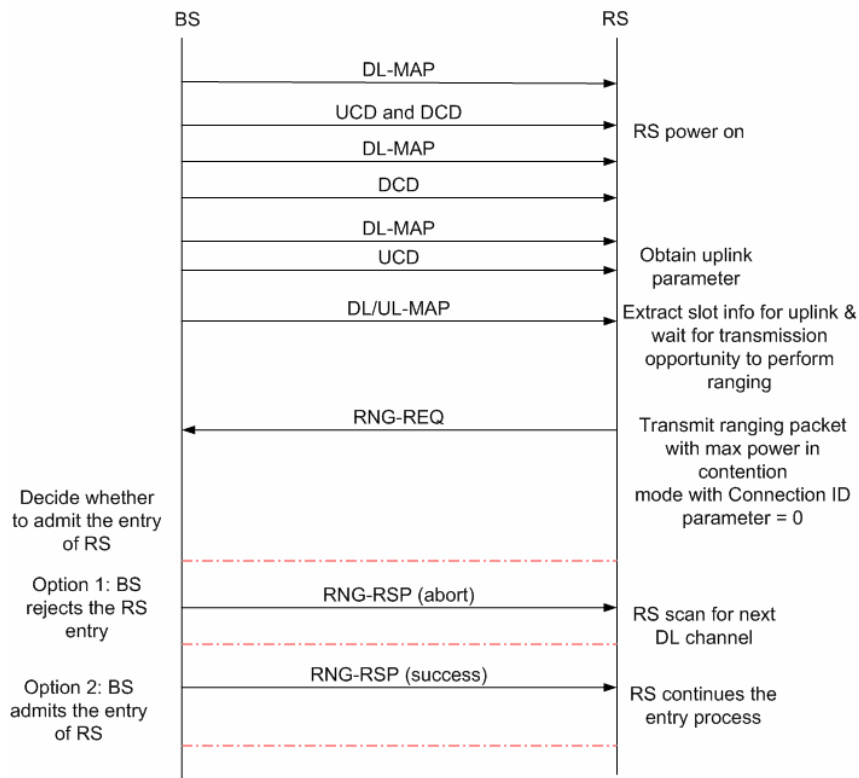 BS
RS
DL-MAP
UCD and DCD
RS power on
DL-MAP
DCD
DL-MAP
UCD
Obtain uplink
parameter
DL/UL-MAP
Extract slot info for uplink &
wait for transmission
opportunity to perform
ranging
RNG-REQ
Transmit ranging packet
with max power in
contention
mode with Connection ID
parameter = 0
Decide whether
to admit the entry
of RS
Option 1: BS
rejects the RS
entry
RNG-RSP (abort)
RS scan for next
DL channel
Option 2: BS
admits the entry
of RS
RNG-RSP (success)
RS continues the
entry process